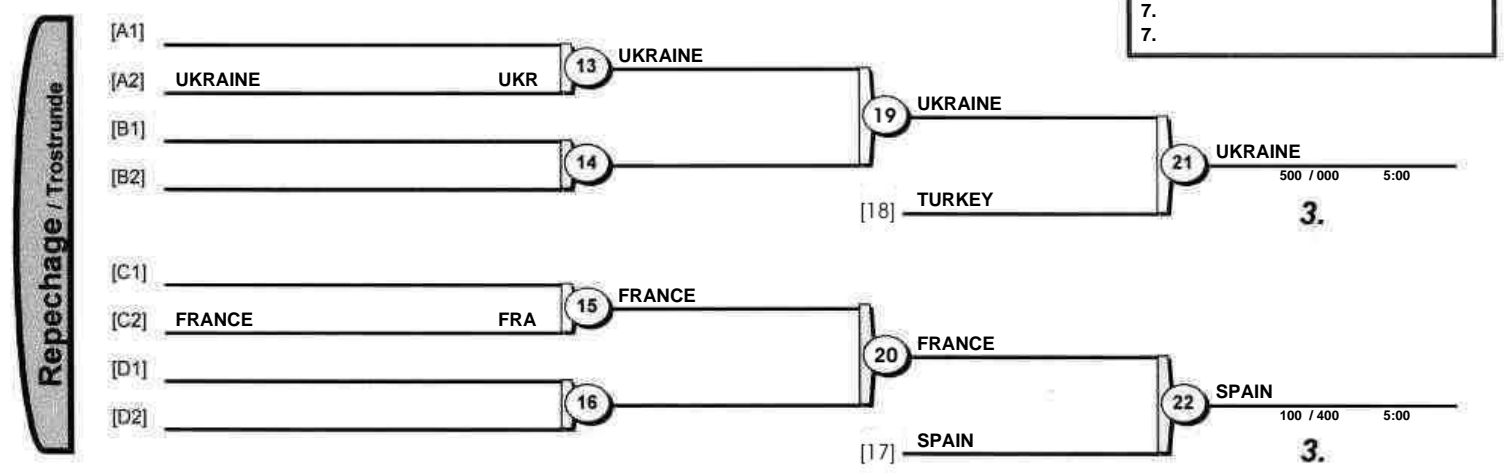 7.
7.
Repechage / Trostrunde
[A1]
[A2] UKRAINE UKR
13 UKRAINE
[B1]
[B2]
14
19 UKRAINE
[18] TURKEY
21 UKRAINE
500 / 000 5:00
3.
[C1]
[C2] FRANCE FRA
15 FRANCE
[D1]
[D2]
16
20 FRANCE
[17] SPAIN
22 SPAIN
100 / 400 5:00
3.